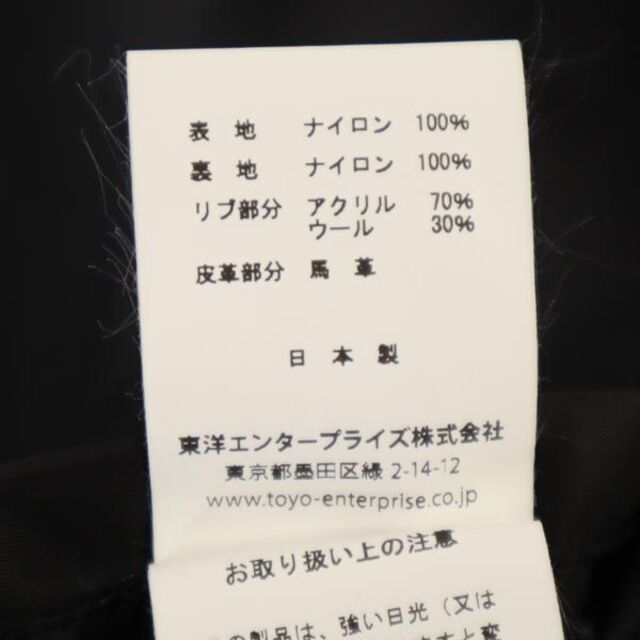 表 地 ナイロン 100%
裏 地 ナイロン 100%
リブ部分 アクリル 70%
ウール 30%
皮革部分 馬 革
日 本 製
東洋エンタープライズ株式会社
東京都墨田区緑 2-14-12
www.toyo-enterprise.co.jp
お取り扱い上の注意
の製品は、強い日光（又は
すと変